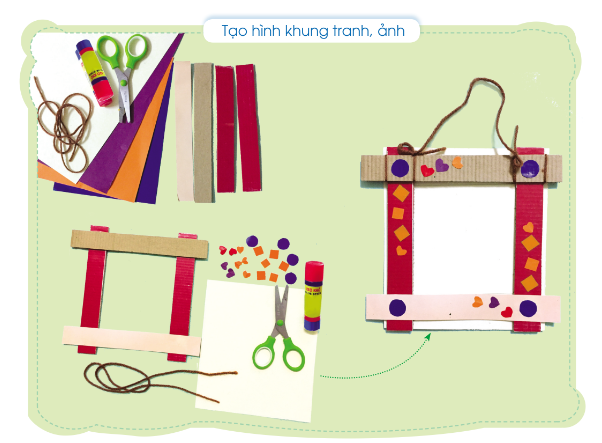 Tạo hình khung tranh, ảnh